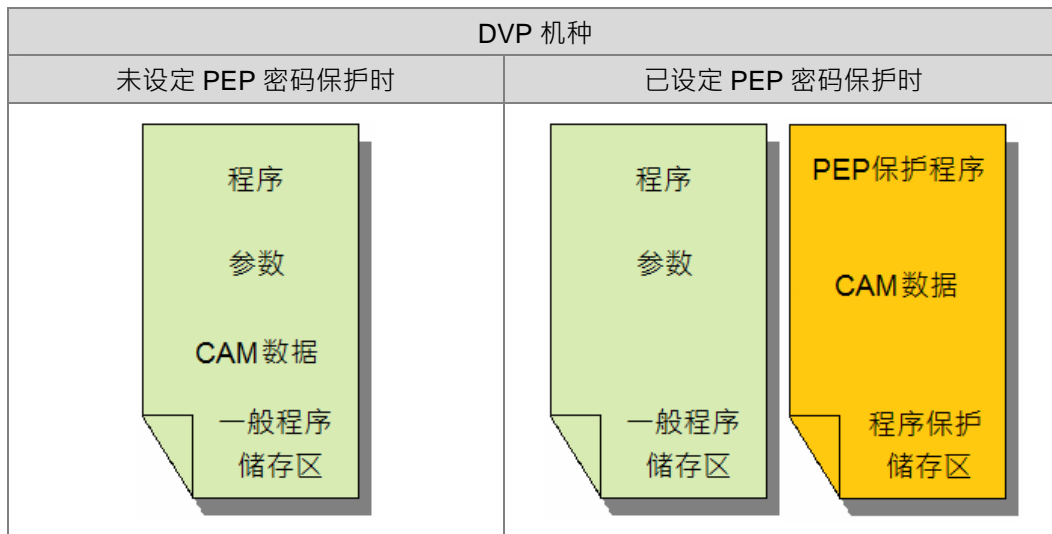 DVP 机种
未设定 PEP 密码保护时
已设定 PEP 密码保护时
程序
参数
CAM数据
一般程序
储存区
程序
参数
一般程序
储存区
PEP保护程序
CAM数据
程序保护
储存区